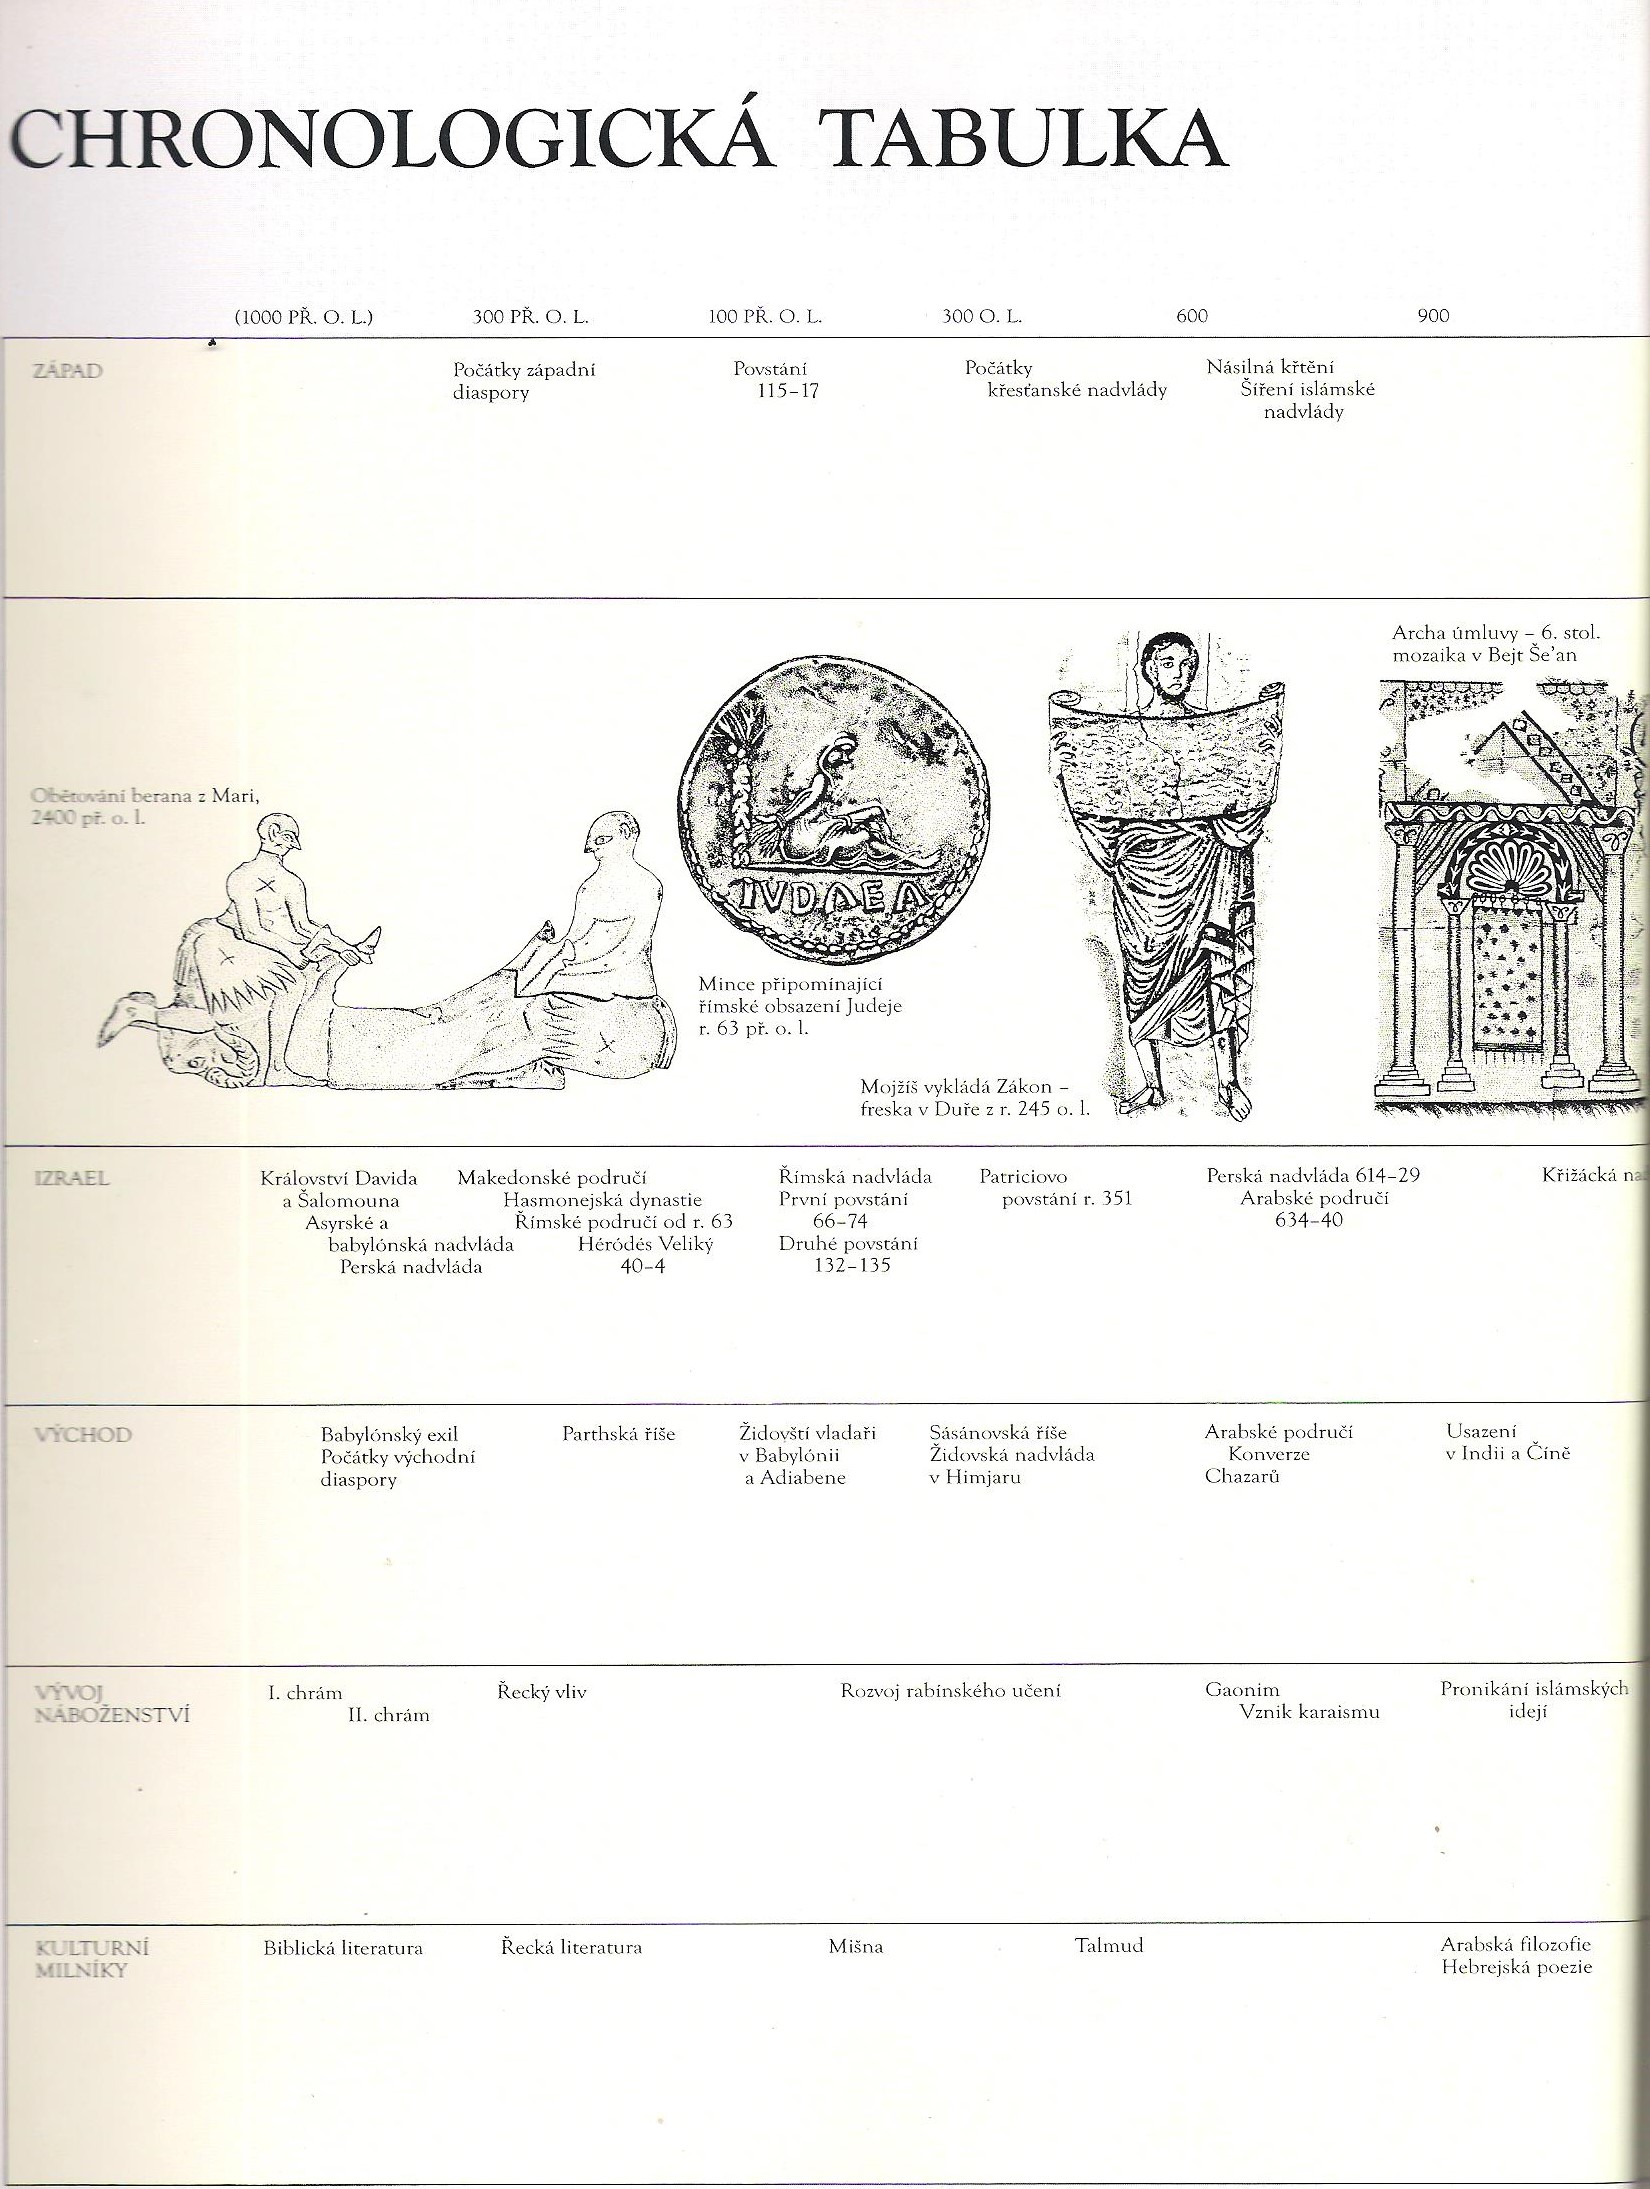 CHRONOLOGICKÁ TABULKA
(1000 PŘ. O. L.) 300 PŘ. O. L. 100 PŘ. O. L. 300 O. L. 600 900
ZÁPAD
Počátky západní
diaspory
Povstání
115–17
Počátky
křesťanské nadvlády
Násilná křtění
Šíření islámské
nadvlády
Obětování berana z Mari,
2400 př. o. l.
IVDAEA
Mince připomínající
římské obsazení Judeje
r. 63 př. o. l.
Mojžíš vykládá Zákon –
freska v Duře z r. 245 o. l.
Archa úmluvy – 6. stol.
mozaika v Bejt Še'an
IZRAEL
Království Davida
a Šalomouna
Asyrské a
babylónská nadvláda
Perská nadvláda
Makedonské područí
Hasmonejská dynastie
Římské područí od r. 63
Héródés Veliký
40–4
Římská nadvláda
První povstání
66–74
Druhé povstání
132–135
Patriciovo
povstání r. 351
Perská nadvláda 614–29
Arabské područí
634–40
Křižácká
VÝCHOD
Babylónský exil
Počátky východní
diaspory
Parthská říše
Židovští vladaři
v Babylónii
a Adiabene
Sásánovská říše
Židovská nadvláda
v Himjaru
Arabské područí
Konverze
Chazarů
Usazení
v Indii a Číně
VÝVOJ
NÁBOŽENSTVÍ
I. chrám
II. chrám
Řecký vliv
Rozvoj rabínského učení
Gaoním
Vznik karaismu
Pronikání islámských
idejí
KULTURNÍ
MILNÍKY
Biblická literatura
Řecká literatura
Mišna
Talmud
Arabská filozofie
Hebrejská poezie